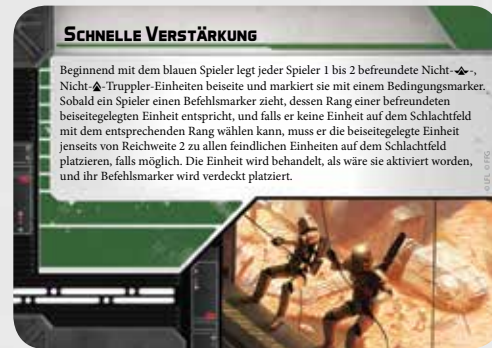 Schnelle Verstärkung
Beginnend mit dem blauen Spieler legt jeder Spieler 1 bis 2 befreundete Nicht- -,
Nicht- -Truppler-Einheiten beiseite und markiert sie mit einem Bedingungsmarker.
Sobald ein Spieler einen Befehlsmarker zieht, dessen Rang einer befreundeten
beiseitegelegten Einheit entspricht, und falls er keine Einheit auf dem Schlachtfeld
mit dem entsprechenden Rang wählen kann, muss er die beiseitegelegte Einheit
jenseits von Reichweite 2 zu allen feindlichen Einheiten auf dem Schlachtfeld
platzieren, falls möglich. Die Einheit wird behandelt, als wäre sie aktiviert worden,
und ihr Befehlsmarker wird verdeckt platziert.
© LFL © FFG